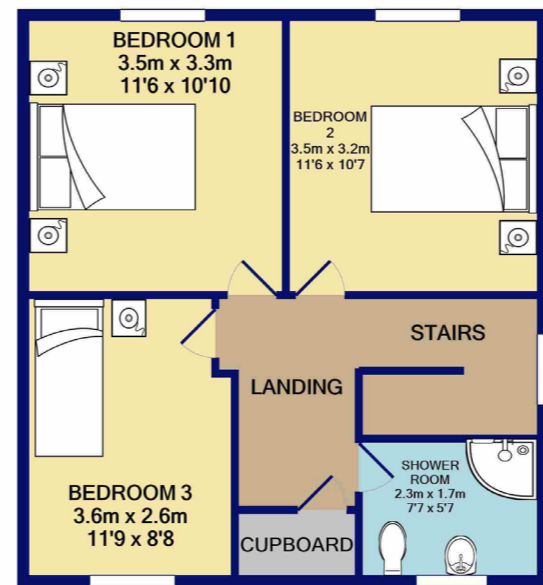 BEDROOM 1
3.5m x 3.3m
11'6 x 10'10
BEDROOM
2
3.5m x 3.2m
11'6 x 10'7
STAIRS
LANDING
BEDROOM 3
3.6m x 2.6m
11'9 x 8'8
SHOWER
ROOM
2.3m x 1.7m
7'7 x 5'7
CUPBOARD